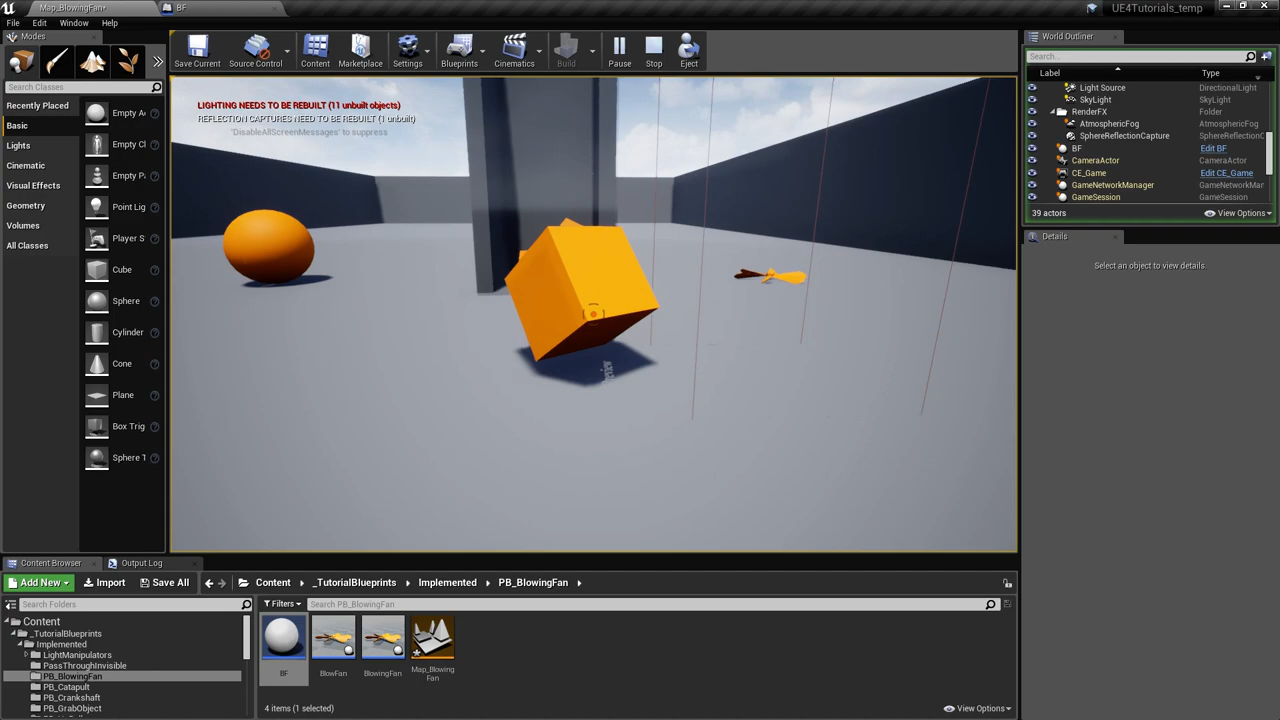 Map_BlowingFan*
BF
UE4Tutorials_temp
File
Edit
Window
Help
Modes
Search Classes
Recently Placed
Basic
Lights
Cinematic
Visual Effects
Geometry
Volumes
All Classes
Empty Ac
Empty Ch
Empty Pa
Point Lig
Player S
Cube
Sphere
Cylinder
Cone
Plane
Box Trig
Sphere T
Save Current
Source Control
Content
Marketplace
Settings
Blueprints
Cinematics
Build
Pause
Stop
Eject
LIGHTING NEEDS TO BE REBUILT (11 unbuilt objects)
REFLECTION CAPTURES NEED TO BE REBUILT (1 unbuilt)
'DisableAllScreenMessages' to suppress
World Outliner
Search...
Label Type
Light Source DirectionalLight
SkyLight SkyLight
RenderFX Folder
AtmosphericFog AtmosphericFog
SphereReflectionCapture SphereReflectionC
BF Edit BF
CameraActor CameraActor
CE_Game Edit CE_Game
GameNetworkManager GameNetworkMar
GameSession GameSession
39 actors
View Options
Details
Select an object to view details.
Content Browser
Output Log
Add New
Import
Save All
Content
_TutorialBlueprints
Implemented
PB_BlowingFan
Search Folders
Filters
Search PB_BlowingFan
Content
_TutorialBlueprints
Implemented
LightManipulators
PassThroughInvisible
PB_BlowingFan
PB_Catapult
PB_Crankshaft
PB_GrabObject
BF
BlowFan
BlowingFan
Map_Blowing
Fan
4 items (1 selected)
View Options